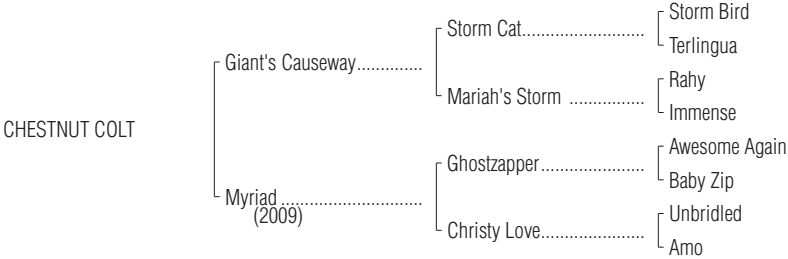 Storm Bird
Storm Cat......................
Terlingua
Giant's Causeway..............
Rahy
Mariah's Storm ................
Immense
CHESTNUT COLT
Awesome Again
Ghostzapper......................
Baby Zip
Myriad ..............................
(2009)
Unbridled
Christy Love......................
Amo